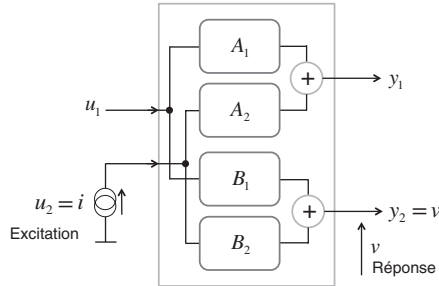 A₁
A₂
B₁
B₂
+
+
u₁
y₁
u₂ = i
Excitation
y₂ = v
v
Réponse